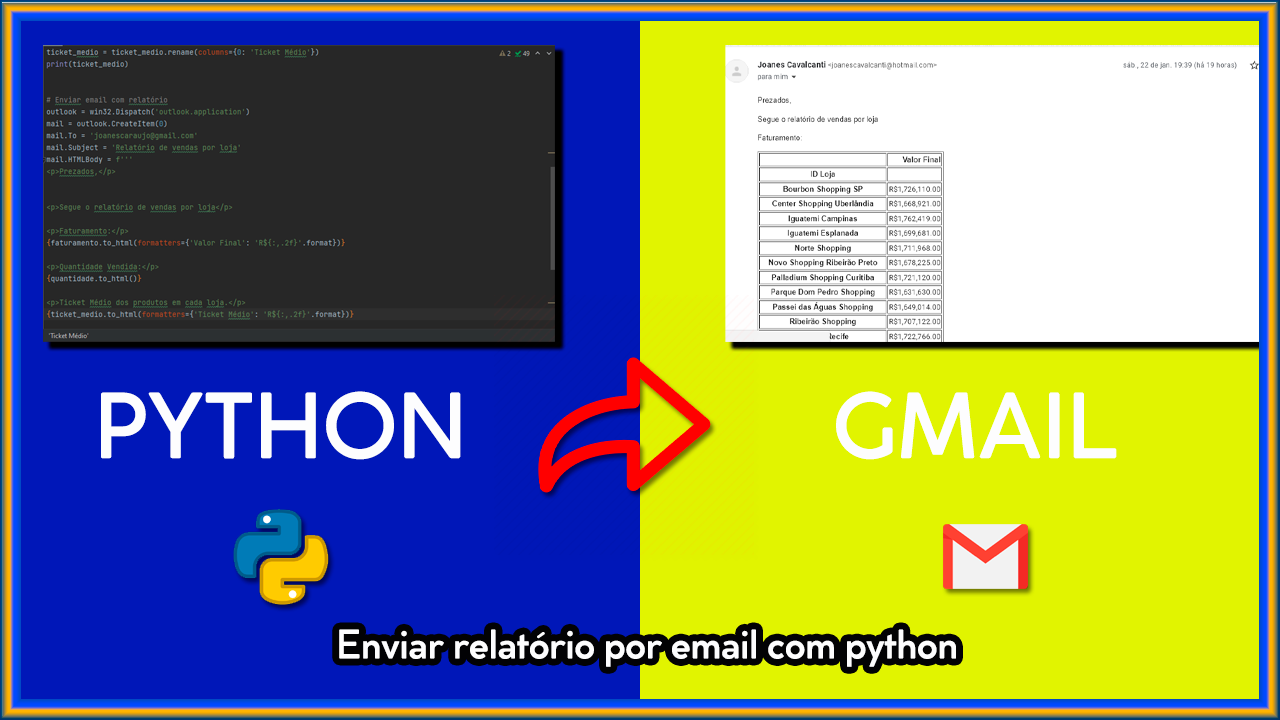 ticket_medio = ticket_medio.rename(columns={0: 'Ticket Médio'})
print(ticket_medio)
2 49
# Enviar email com relatório
outlook = win32.Dispatch('outlook.application')
mail = outlook.CreateItem(0)
mail.To = 'joanescaraujo@gmail.com'
mail.Subject = 'Relatório de vendas por loja'
mail.HTMLBody = f'''
<p>Prezados,</p>
<p>Segue o relatório de vendas por loja</p>
<p>Faturamento:</p>
{faturamento.to_html(formatters={'Valor Final': 'R${:,.2f}'.format})}
<p>Quantidade Vendida:</p>
{quantidade.to_html()}
<p>Ticket Médio dos produtos em cada loja.</p>
{ticket_medio.to_html(formatters={'Ticket Médio': 'R${:,.2f}'.format})}
'Ticket Médio'
Joanes Cavalcanti <joanescavalcanti@hotmail.com>
sáb., 22 de jan. 19:39 (há 19 horas)
para mim
Prezados,
Segue o relatório de vendas por loja
Faturamento:
Valor Final
ID Loja
Bourbon Shopping SP R$1,726,110.00
Center Shopping Uberlândia R$1,668,921.00
Iguatemi Campinas R$1,762,419.00
Iguatemi Esplanada R$1,699,681.00
Norte Shopping R$1,711,968.00
Novo Shopping Ribeirão Preto R$1,678,225.00
Palladium Shopping Curitiba R$1,721,120.00
Parque Dom Pedro Shopping R$1,631,630.00
Passei das Águas Shopping R$1,649,014.00
Ribeirão Shopping R$1,707,122.00
lecife R$1,722,766.00
PYTHON
GMAIL
Enviar relatório por email com python